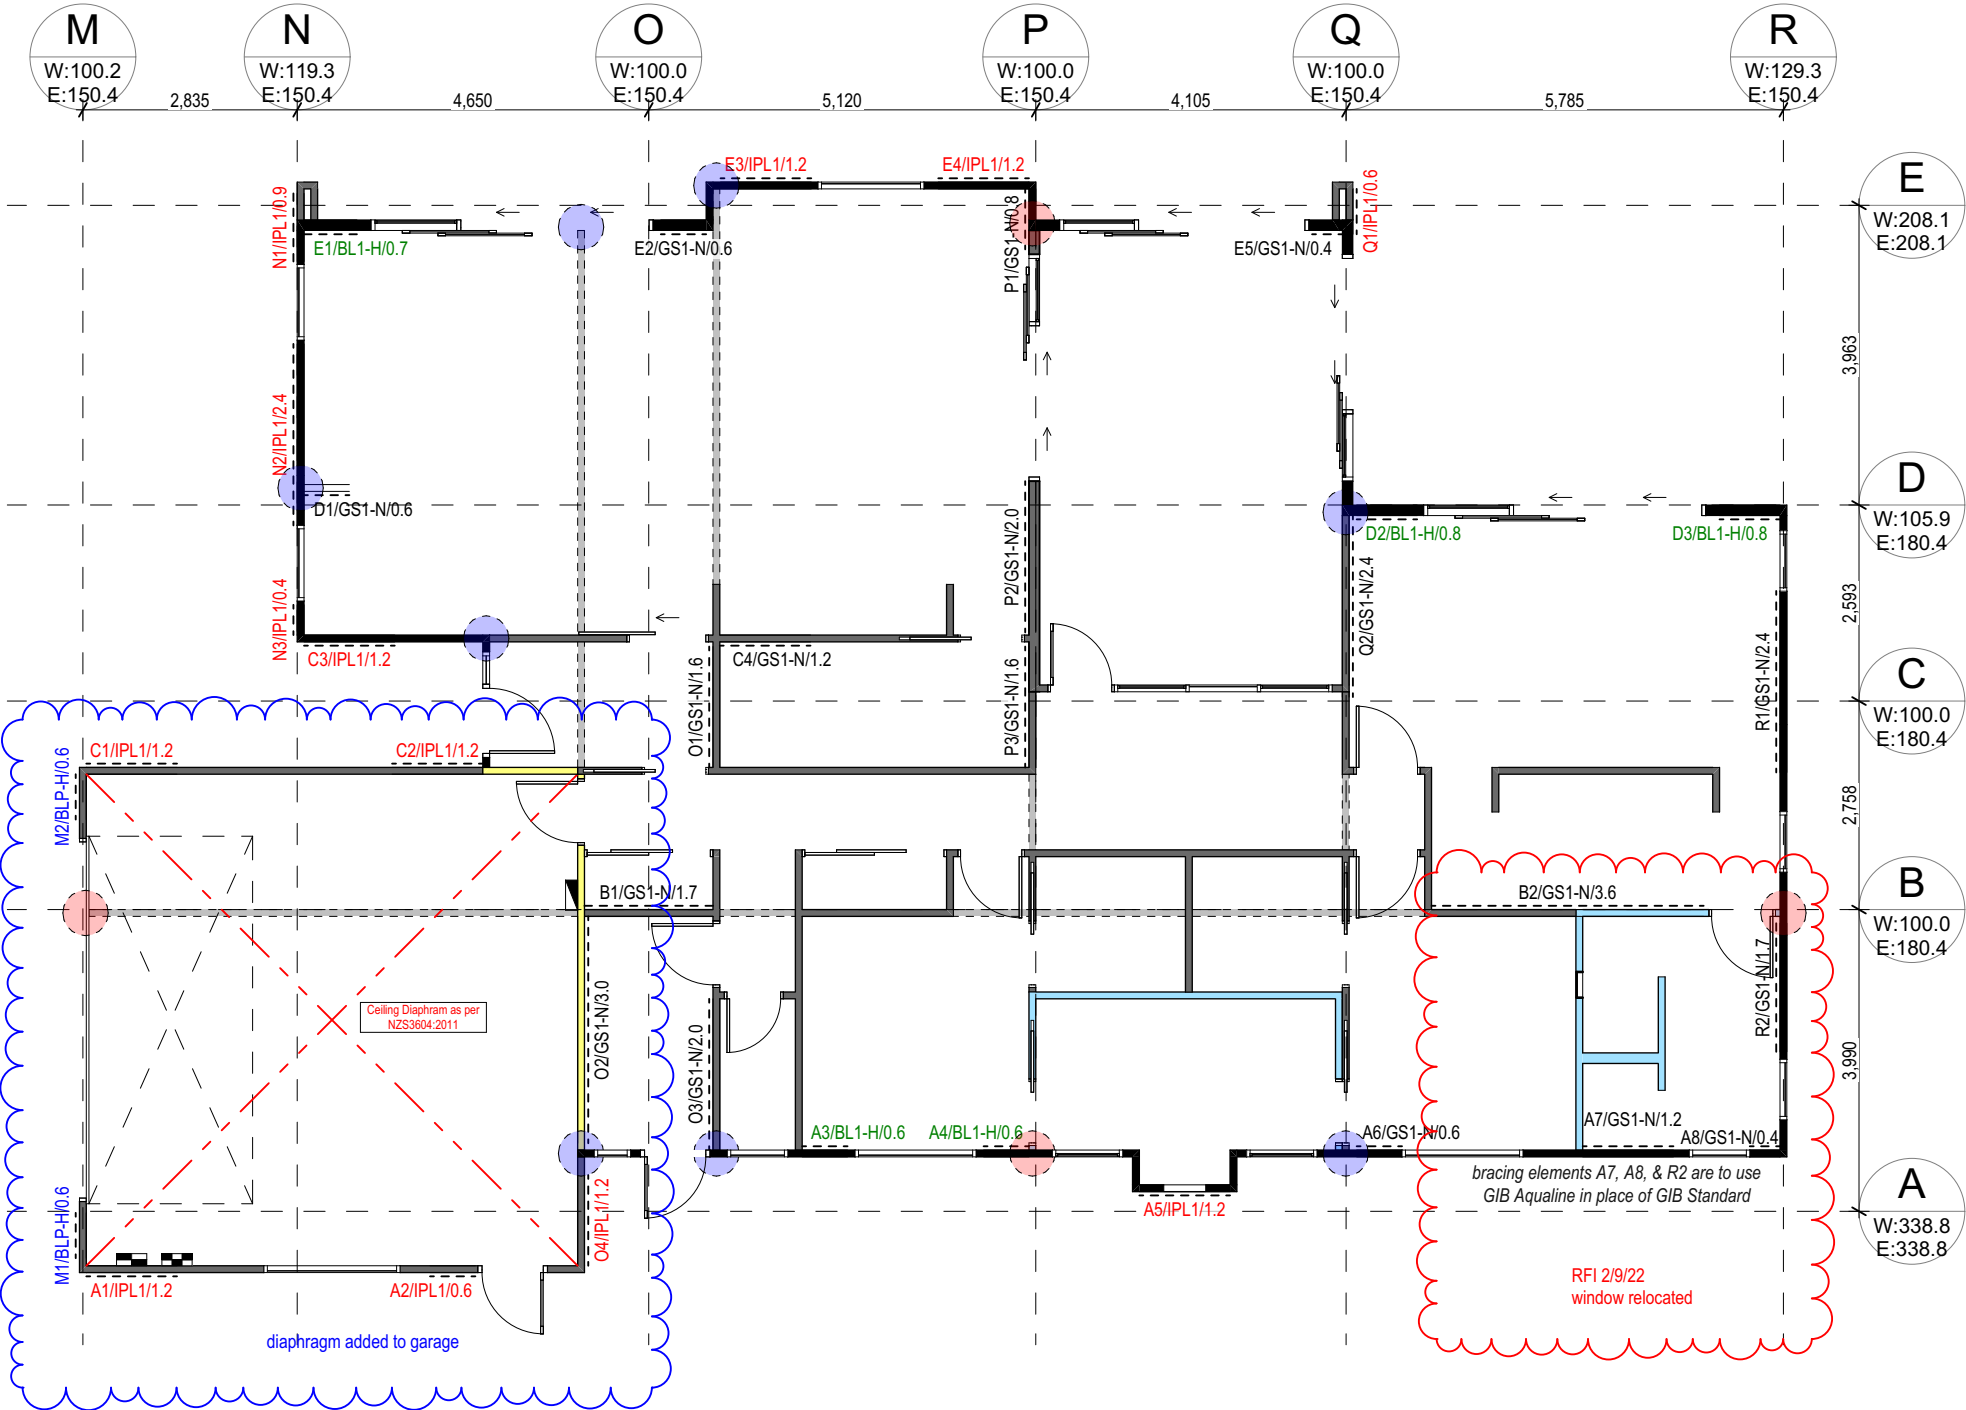 M
W:100.2
E:150.4
N
W:119.3
E:150.4
O
W:100.0
E:150.4
P
W:100.0
E:150.4
Q
W:100.0
E:150.4
R
W:129.3
E:150.4
2,835
4,650
5,120
4,105
5,785
E
W:208.1
E:208.1
D
W:105.9
E:180.4
C
W:100.0
E:180.4
B
W:100.0
E:180.4
A
W:338.8
E:338.8
3,963
2,593
2,758
3,990
E3/IPL1/1.2
E4/IPL1/1.2
N1/IPL1/0.9
E1/BL1-H/0.7
E2/GS1-N/0.6
P1/GS1-N/0.8
E5/GS1-N/0.4
Q1/IPL1/0.6
N2/IPL1/2.4
D1/GS1-N/0.6
D2/BL1-H/0.8
D3/BL1-H/0.8
N3/IPL1/0.4
C3/IPL1/1.2
C4/GS1-N/1.2
O1/GS1-N/1.6
P2/GS1-N/2.0
P3/GS1-N/1.6
Q2/GS1-N/2.4
R1/GS1-N/2.4
C1/IPL1/1.2
C2/IPL1/1.2
M2/BLP-H/0.6
B1/GS1-N/1.7
B2/GS1-N/3.6
R2/GS1-N/1.7
Ceiling Diaphram as per
NZS3604:2011
O2/GS1-N/3.0
O3/GS1-N/2.0
A3/BL1-H/0.6
A4/BL1-H/0.6
A6/GS1-N/0.6
A7/GS1-N/1.2
A8/GS1-N/0.4
bracing elements A7, A8, & R2 are to use
GIB Aqualine in place of GIB Standard
O4/IPL1/1.2
A5/IPL1/1.2
M1/BLP-H/0.6
A1/IPL1/1.2
A2/IPL1/0.6
RFI 2/9/22
window relocated
diaphragm added to garage